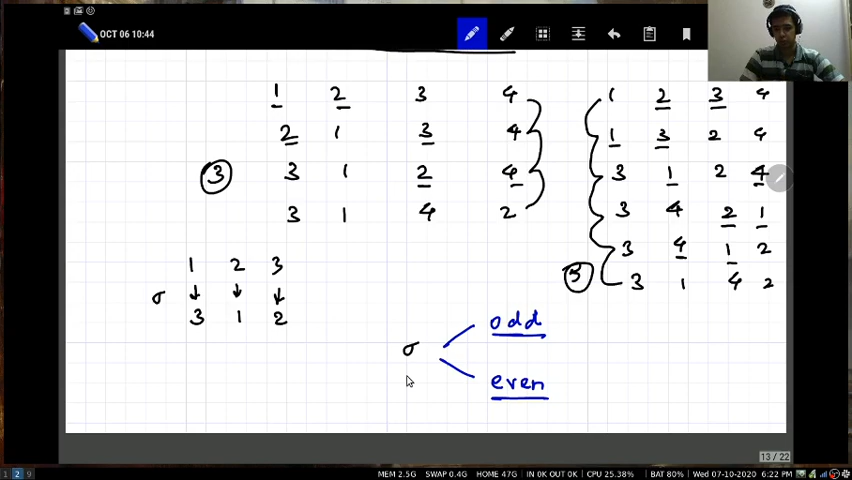 OCT 06 10:44
1 2 3 4
2 1 3 4
3
3 1 2 4
3 1 4 2
1 2 3 4
1 3 2 4
3 1 2 4
3 4 2 1
3 4 1 2
5
3 1 4 2
1 2 3
σ ↓ ↓ ↓
3 1 2
σ
odd
even
13 / 22
1 2 9
MEM 2.5G SWAP 0.4G HOME 47G IN 0K OUT 0K CPU 25.38% BAT 80% Wed 07-10-2020 6:22 PM